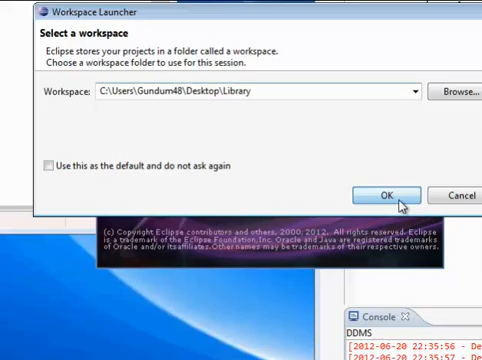 Workspace Launcher
Select a workspace
Eclipse stores your projects in a folder called a workspace.
Choose a workspace folder to use for this session.
Workspace: C:\Users\Gundum48\Desktop\Library Browse...
Use this as the default and do not ask again
OK Cancel
(c) Copyright Eclipse contributors and others, 2000, 2012. All rights reserved. Eclipse
is a trademark of the Eclipse Foundation,Inc. Oracle and Java are registered trademarks
of Oracle and/or itsaffiliates.Other names may be trademarks of their respective owners.
Console
DDMS
[2012-06-20 22:35:56 - De
[2012-06-20 22:35:57 - De